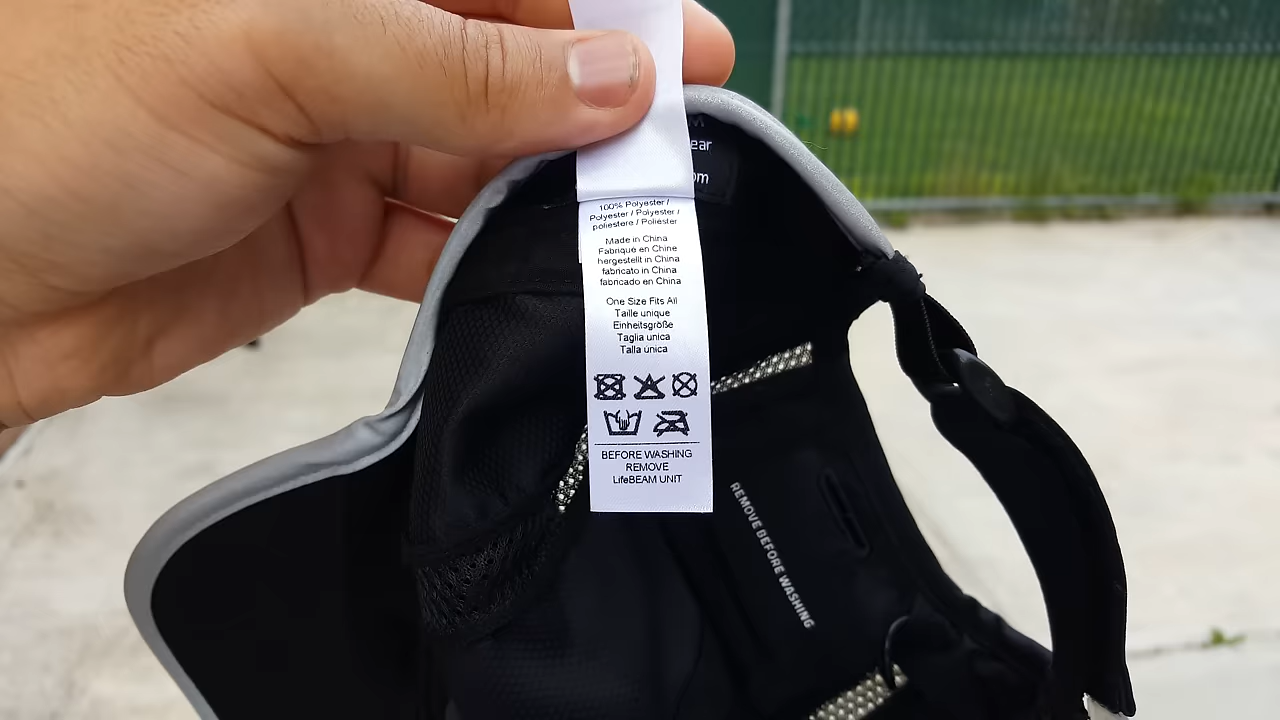 ear
om
100% Polyester /
Polyester / Polyester /
poliestere / Poliéster
Made in China
Fabriqué en Chine
hergestellt in China
fabricato in China
fabricado en China
One Size Fits All
Taille unique
Einheitsgröße
Taglia unica
Talla única
BEFORE WASHING
REMOVE
LifeBEAM UNIT
REMOVE BEFORE WASHING